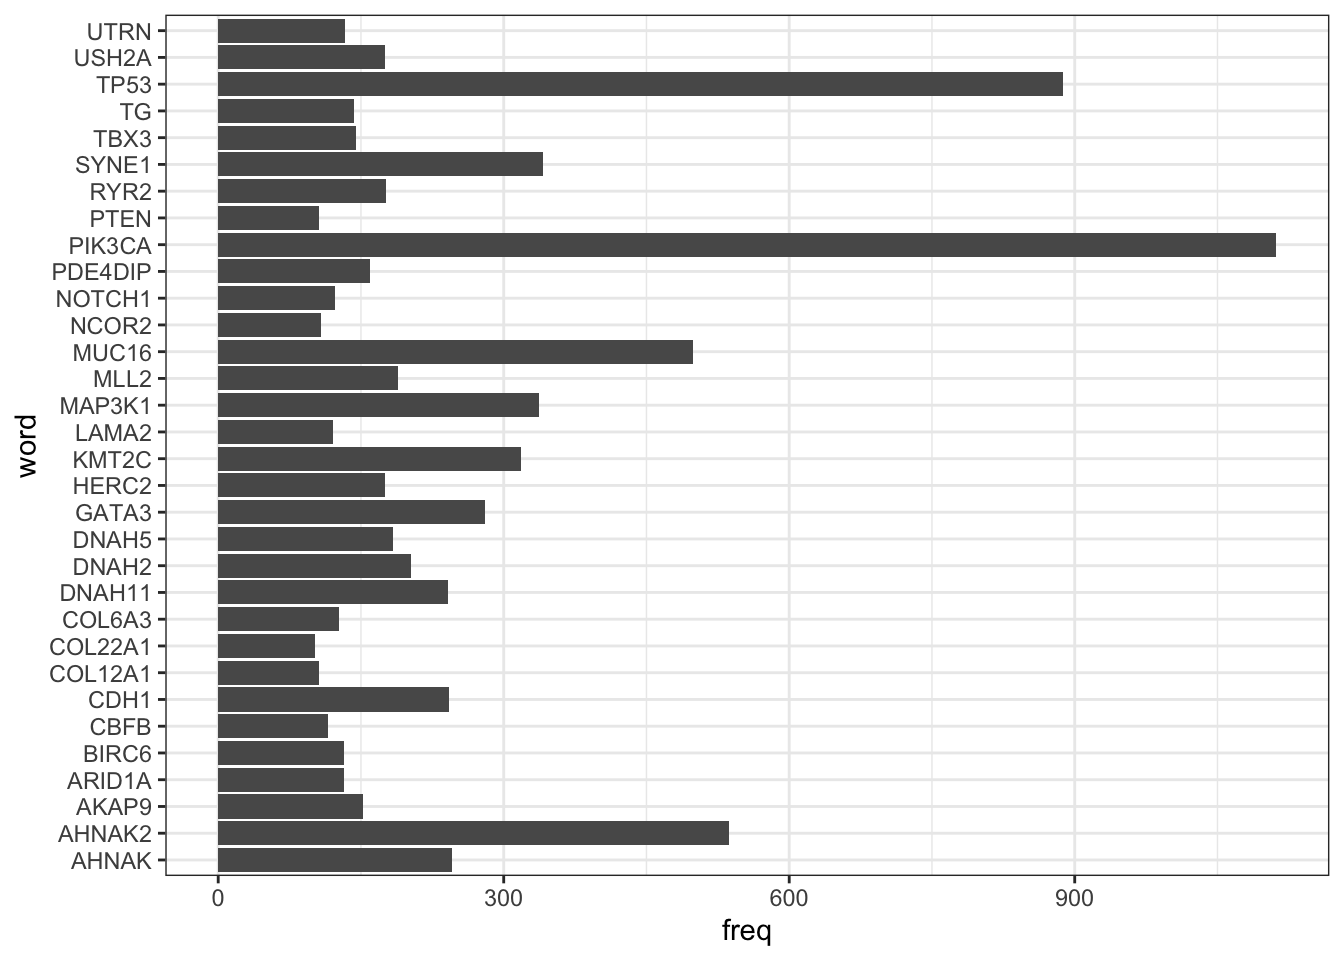 UTRN
USH2A
TP53
TG
TBX3
SYNE1
RYR2
PTEN
PIK3CA
PDE4DIP
NOTCH1
NCOR2
MUC16
MLL2
MAP3K1
LAMA2
KMT2C
HERC2
GATA3
DNAH5
DNAH2
DNAH11
COL6A3
COL22A1
COL12A1
CDH1
CBFB
BIRC6
ARID1A
AKAP9
AHNAK2
AHNAK
word
0 300 600 900
freq